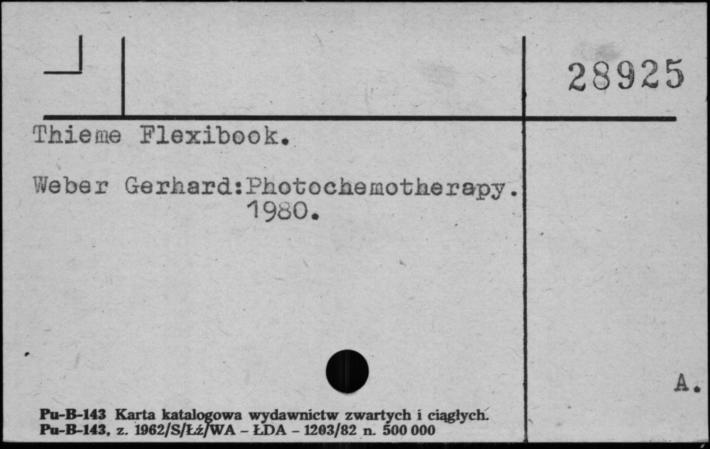 28925
Thieme Flexibook.
Weber Gerhard:Photochemotherapy.
1980.
A.
Pu-B-143 Karta katalogowa wydawnictw zwartych i ciągłych.
Pu-B-143, z. 1962/S/Łź/WA – ŁDA – 1203/82 n. 500 000